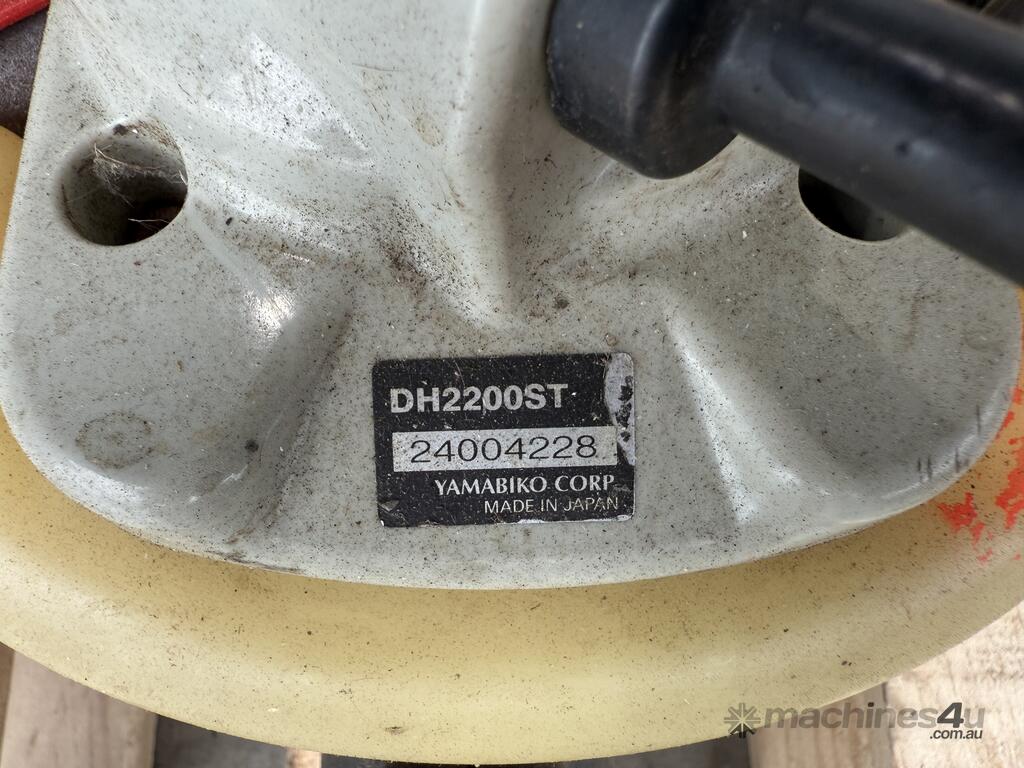 DH2200ST
24004228
YAMABIKO CORP
MADE IN JAPAN
machines4u
.com.au